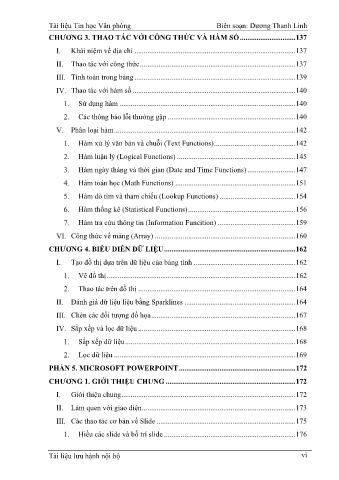 Tài liệu Tin học Văn phòng Biên soạn: Dương Thanh Linh
CHƯƠNG 3. THAO TÁC VỚI CÔNG THỨC VÀ HÀM SỐ ............................137
I. Khái niệm về địa chỉ ............................137
II. Thao tác với công thức ............................137
III. Tính toán trong bảng ............................139
IV. Thao tác với hàm số ............................140
1. Sử dụng hàm ............................140
2. Các thông báo lỗi thường gặp ............................140
V. Phân loại hàm ............................142
1. Hàm xử lý văn bản và chuỗi (Text Functions) ............................142
2. Hàm luận lý (Logical Functions) ............................145
3. Hàm ngày tháng và thời gian (Date and Time Functions) ............................147
4. Hàm toán học (Math Functions) ............................151
5. Hàm dò tìm và tham chiếu (Lookup Functions) ............................154
6. Hàm thống kê (Statistical Functions) ............................156
7. Hàm tra cứu thông tin (Information Funcition) ............................159
VI. Công thức về mảng (Array) ............................160
CHƯƠNG 4. BIỂU DIỄN DỮ LIỆU ............................162
I. Tạo đồ thị dựa trên dữ liệu của bảng tính ............................162
1. Vẽ đồ thị ............................162
2. Thao tác trên đồ thị ............................164
II. Đánh giá dữ liệu liệu bằng Sparklines ............................164
III. Chèn các đối tượng đồ họa ............................167
IV. Sắp xếp và lọc dữ liệu ............................168
1. Sắp xếp dữ liệu ............................168
2. Lọc dữ liệu ............................169
PHẦN 5. MICROSOFT POWERPOINT ............................172
CHƯƠNG 1. GIỚI THIỆU CHUNG ............................172
I. Giới thiệu chung ............................172
II. Làm quen với giao diện ............................173
III. Các thao tác cơ bản về Slide ............................175
1. Hiểu các slide và bố trí slide ............................176
Tài liệu lưu hành nội bộ vi